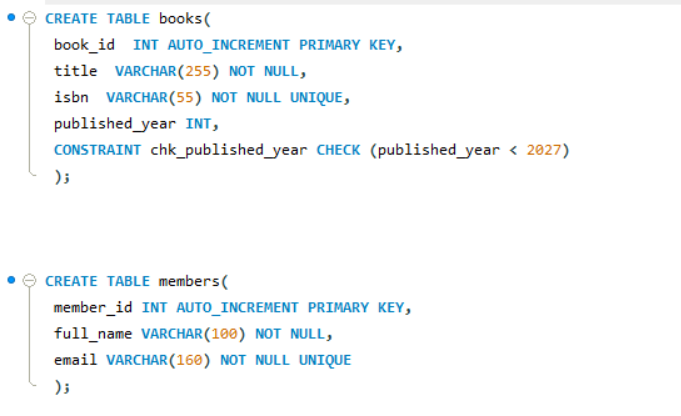 CREATE TABLE books(
book_id  INT AUTO_INCREMENT PRIMARY KEY,
title  VARCHAR(255) NOT NULL,
isbn  VARCHAR(55) NOT NULL UNIQUE,
published_year INT,
CONSTRAINT chk_published_year CHECK (published_year < 2027)
);
CREATE TABLE members(
member_id INT AUTO_INCREMENT PRIMARY KEY,
full_name VARCHAR(100) NOT NULL,
email VARCHAR(160) NOT NULL UNIQUE
);